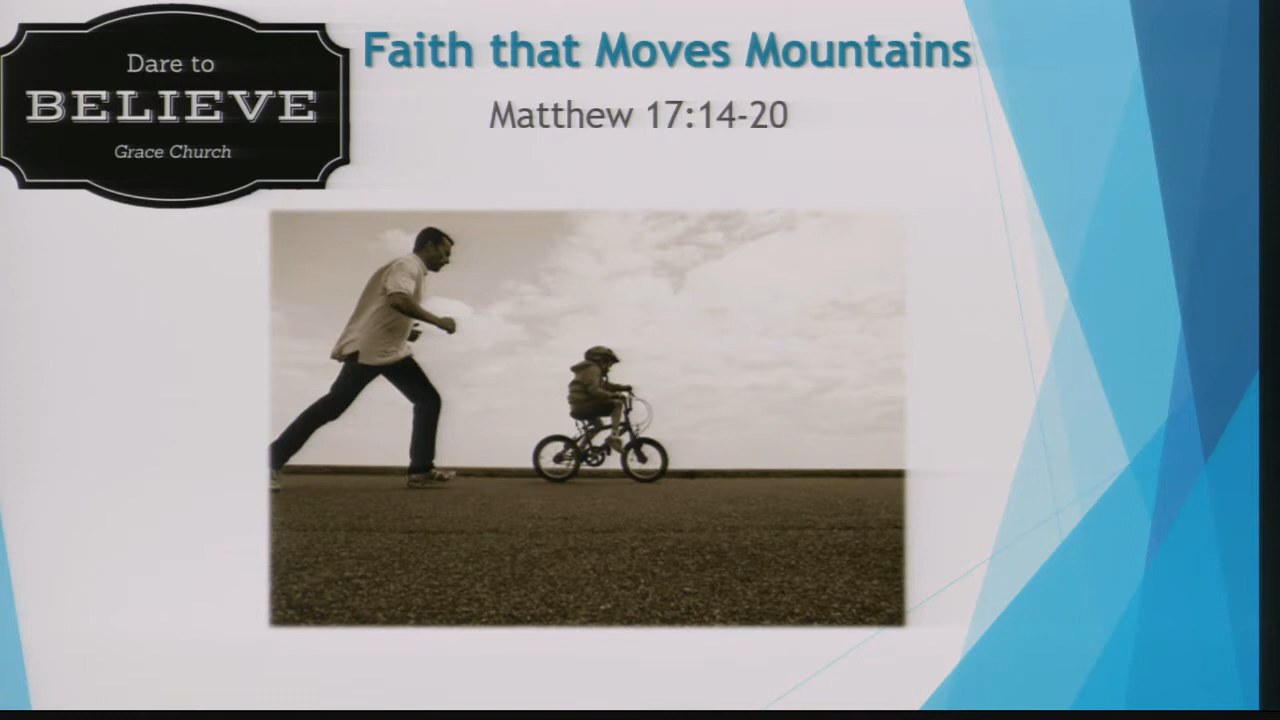 Dare to
BELIEVE
Grace Church
Faith that Moves Mountains
Matthew 17:14-20